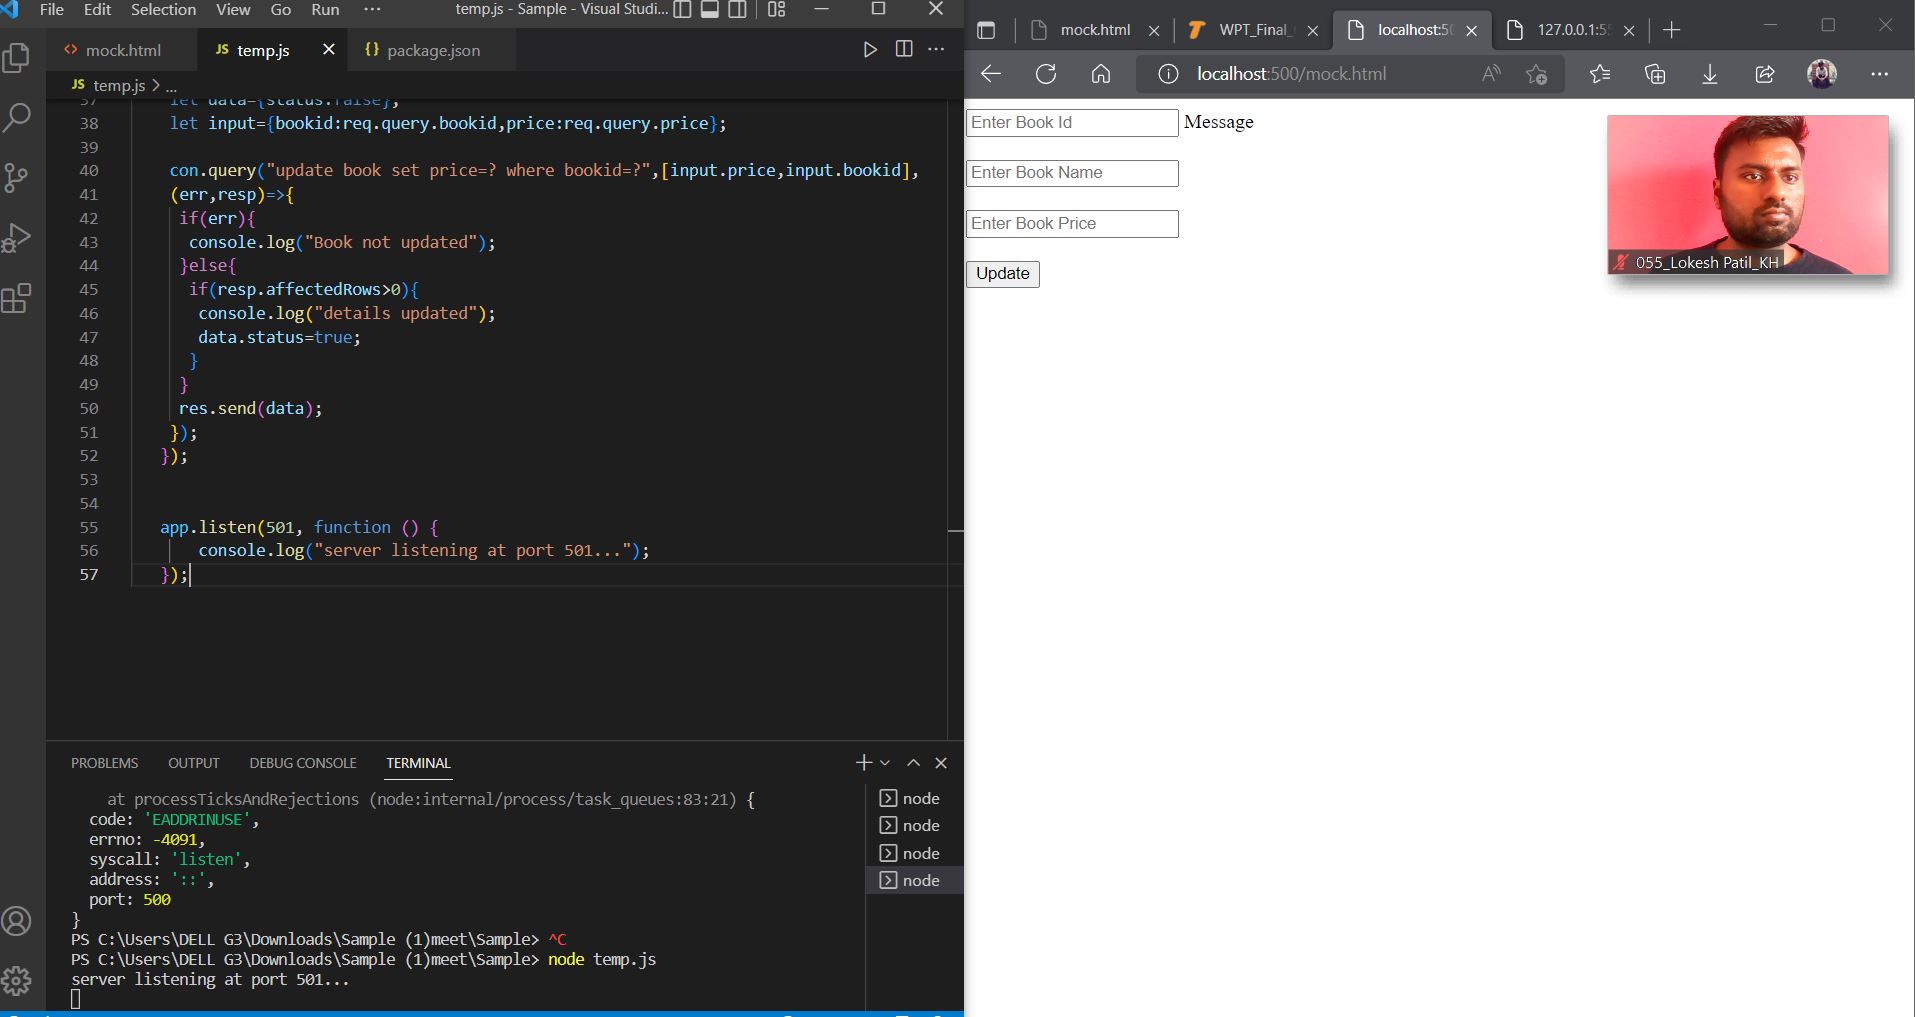 File Edit Selection View Go Run ··· temp.js - Sample - Visual Studi...
mock.html JS temp.js {} package.json
JS temp.js > ...
37 let data={status:false};
38 let input={bookid:req.query.bookid,price:req.query.price};
39
40 con.query("update book set price=? where bookid=?",[input.price,input.bookid],
41 (err,resp)=>{
42 if(err){
43 console.log("Book not updated");
44 }else{
45 if(resp.affectedRows>0){
46 console.log("details updated");
47 data.status=true;
48 }
49 }
50 res.send(data);
51 });
52 });
53
54
55 app.listen(501, function () {
56 console.log("server listening at port 501...");
57 });
PROBLEMS OUTPUT DEBUG CONSOLE TERMINAL
at processTicksAndRejections (node:internal/process/task_queues:83:21) {
code: 'EADDRINUSE',
errno: -4091,
syscall: 'listen',
address: '::',
port: 500
}
PS C:\Users\DELL G3\Downloads\Sample (1)meet\Sample> ^C
PS C:\Users\DELL G3\Downloads\Sample (1)meet\Sample> node temp.js
server listening at port 501...
node
node
node
node
mock.html WPT_Final_ localhost:50 127.0.0.1:55
localhost:500/mock.html
Enter Book Id Message
Enter Book Name
Enter Book Price
Update
055_Lokesh Patil_KH